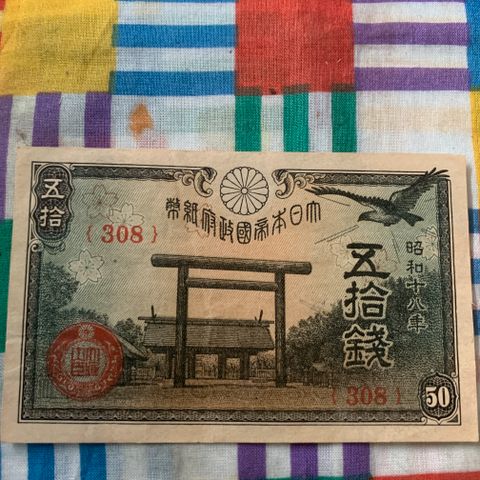 大日本帝國政府紙幣
五拾
{308}
昭和十八年
五拾錢
{308}
50